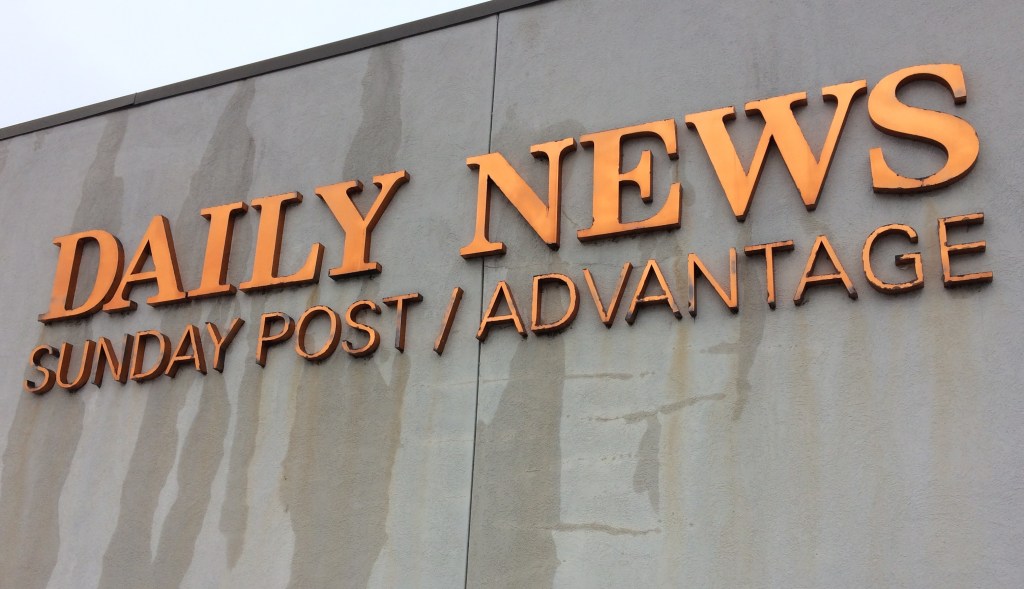 DAILY NEWS
SUNDAY POST / ADVANTAGE